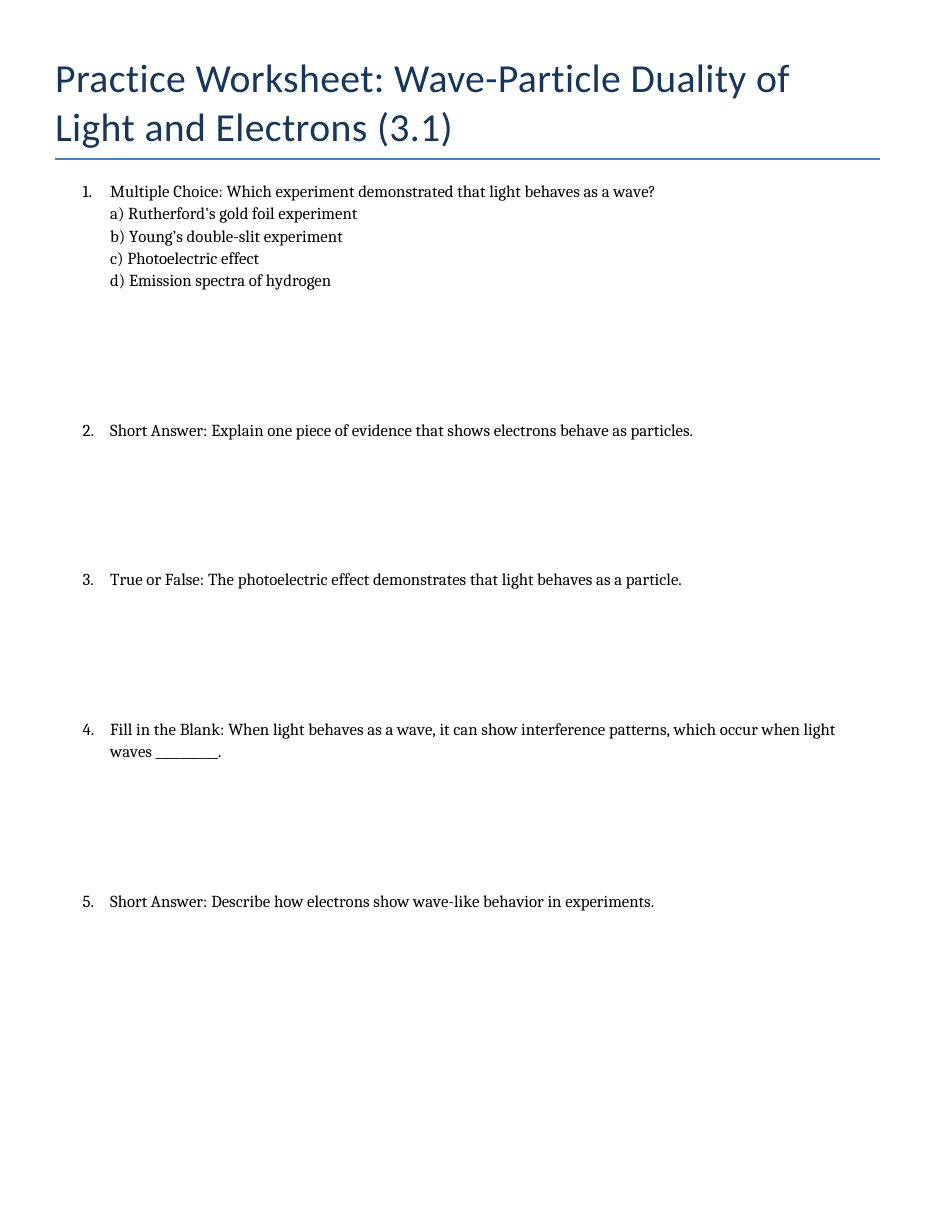 Practice Worksheet: Wave-Particle Duality of
Light and Electrons (3.1)
1. Multiple Choice: Which experiment demonstrated that light behaves as a wave?
a) Rutherford's gold foil experiment
b) Young’s double-slit experiment
c) Photoelectric effect
d) Emission spectra of hydrogen
2. Short Answer: Explain one piece of evidence that shows electrons behave as particles.
3. True or False: The photoelectric effect demonstrates that light behaves as a particle.
4. Fill in the Blank: When light behaves as a wave, it can show interference patterns, which occur when light
waves __________.
5. Short Answer: Describe how electrons show wave-like behavior in experiments.